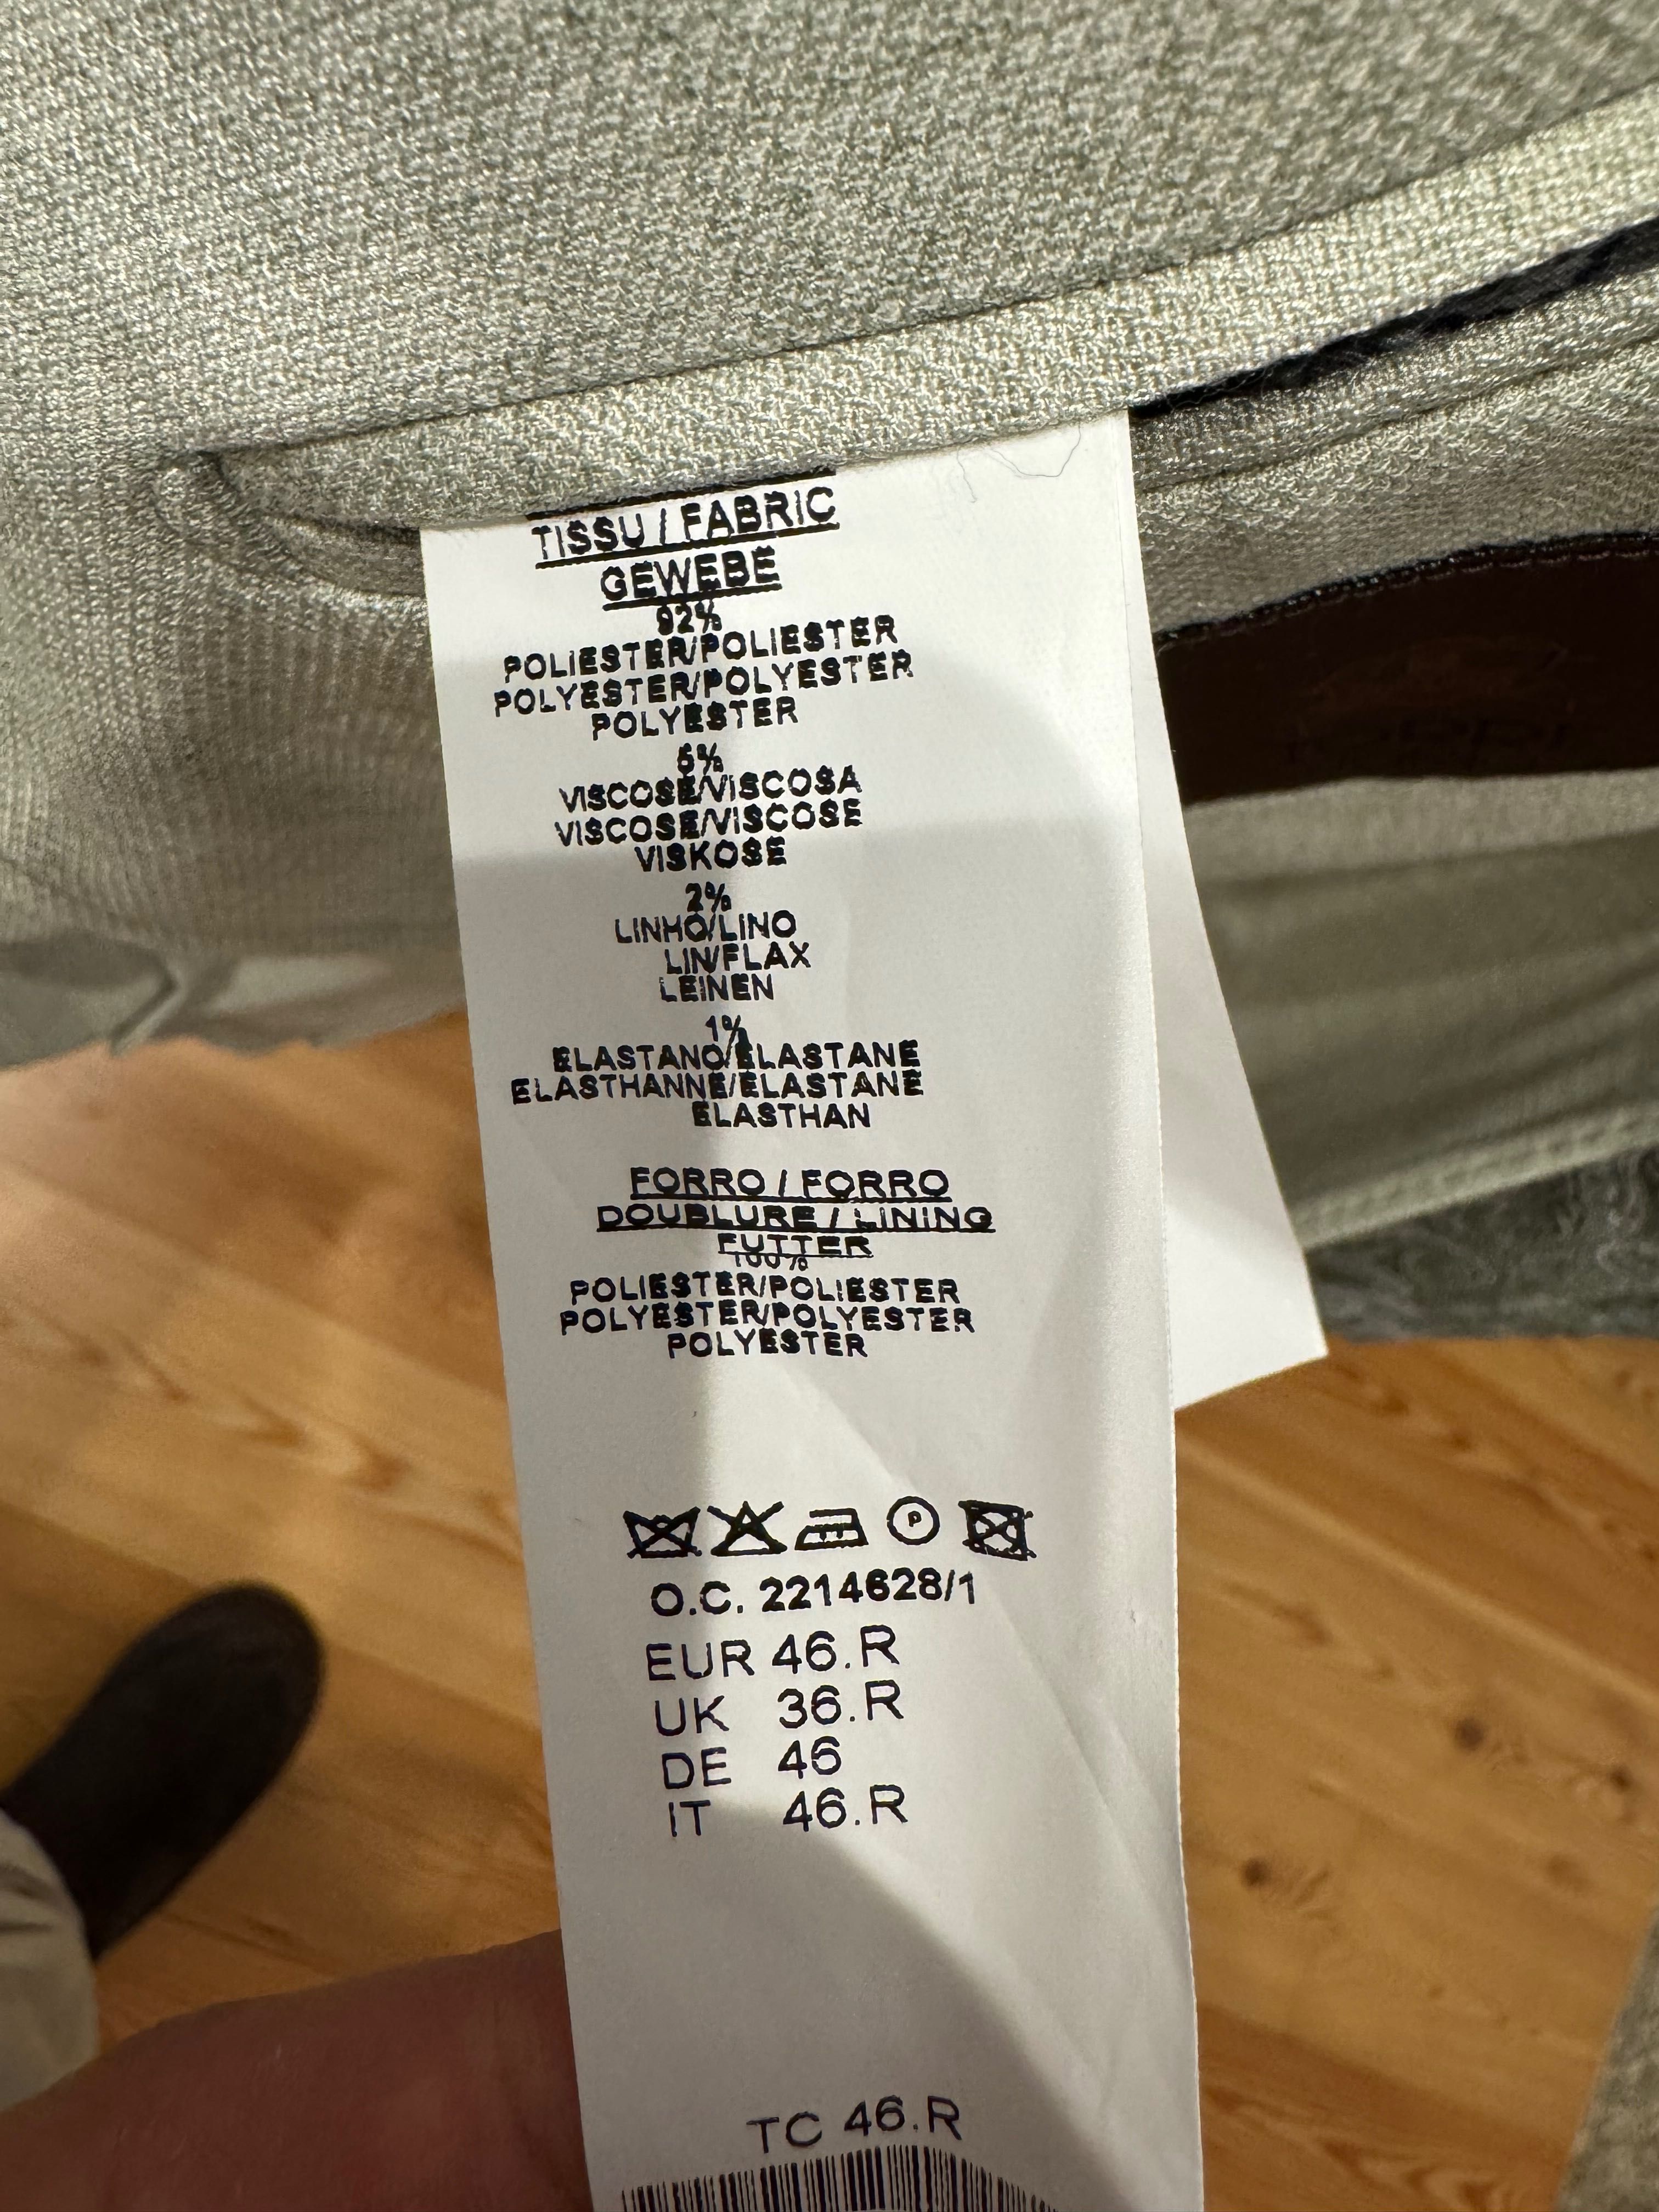 TISSU / FABRIC
GEWEBE
92%
POLIESTER/POLIESTER
POLYESTER/POLYESTER
POLYESTER
5%
VISCOSE/VISCOSA
VISCOSE/VISCOSE
VISKOSE
2%
LINHO/LINO
LIN/FLAX
LEINEN
1%
ELASTANO/ELASTANE
ELASTHANNE/ELASTANE
ELASTHAN
FORRO / FORRO
DOUBLURE / LINING
FUTTER
100%
POLIESTER/POLIESTER
POLYESTER/POLYESTER
POLYESTER
P
O.C. 2214628/1
EUR 46.R
UK 36.R
DE 46
IT 46.R
TC 46.R